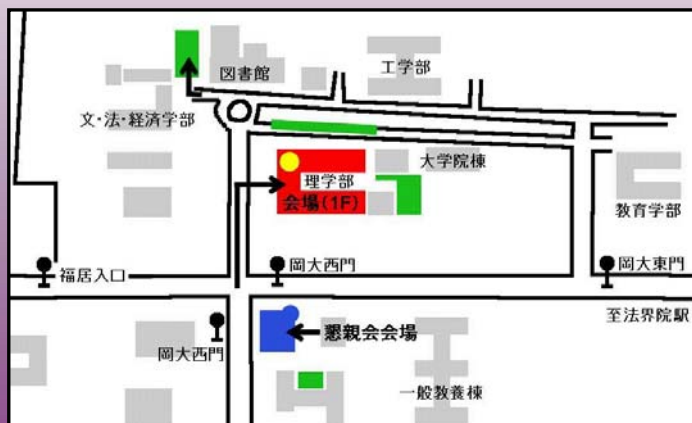 図書館
工学部
文・法・経済学部
大学院棟
理学部
会場(1F)
教育学部
福居入口
岡大西門
岡大東門
至法界院駅
岡大西門
懇親会会場
一般教養棟